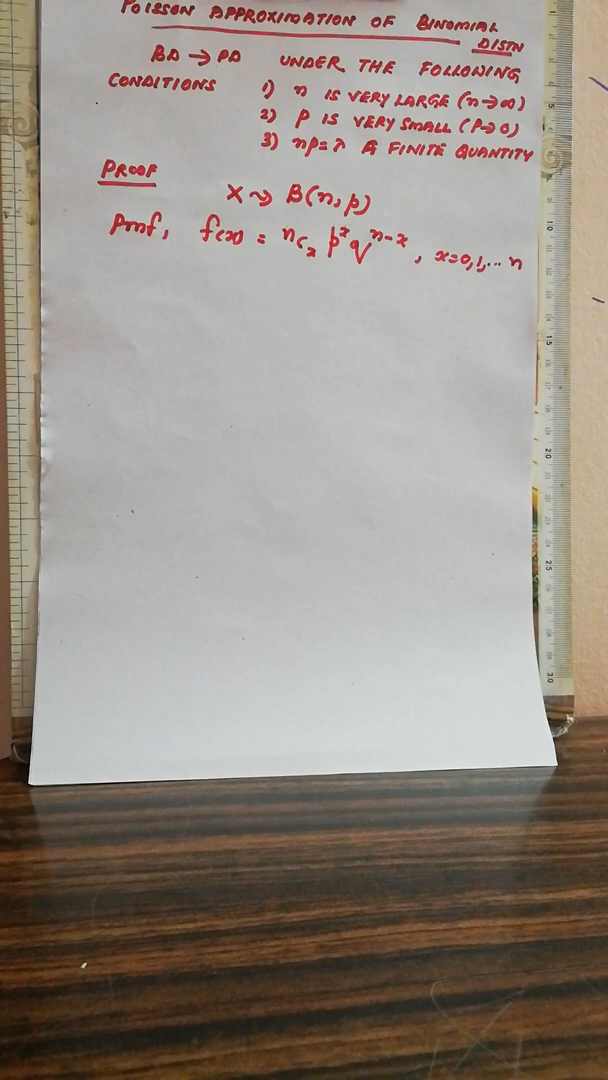 POISSON APPROXIMATION OF BINOMIAL
DISTN
BD → PD UNDER THE FOLLOWING
CONDITIONS 1) n IS VERY LARGE (n→∞)
2) p IS VERY SMALL (P→0)
3) np=λ A FINITE QUANTITY
PROOF
X ~ B(n, p)
Pmf, f(x) = nCx p^x q^n-x, x=0,1,... n